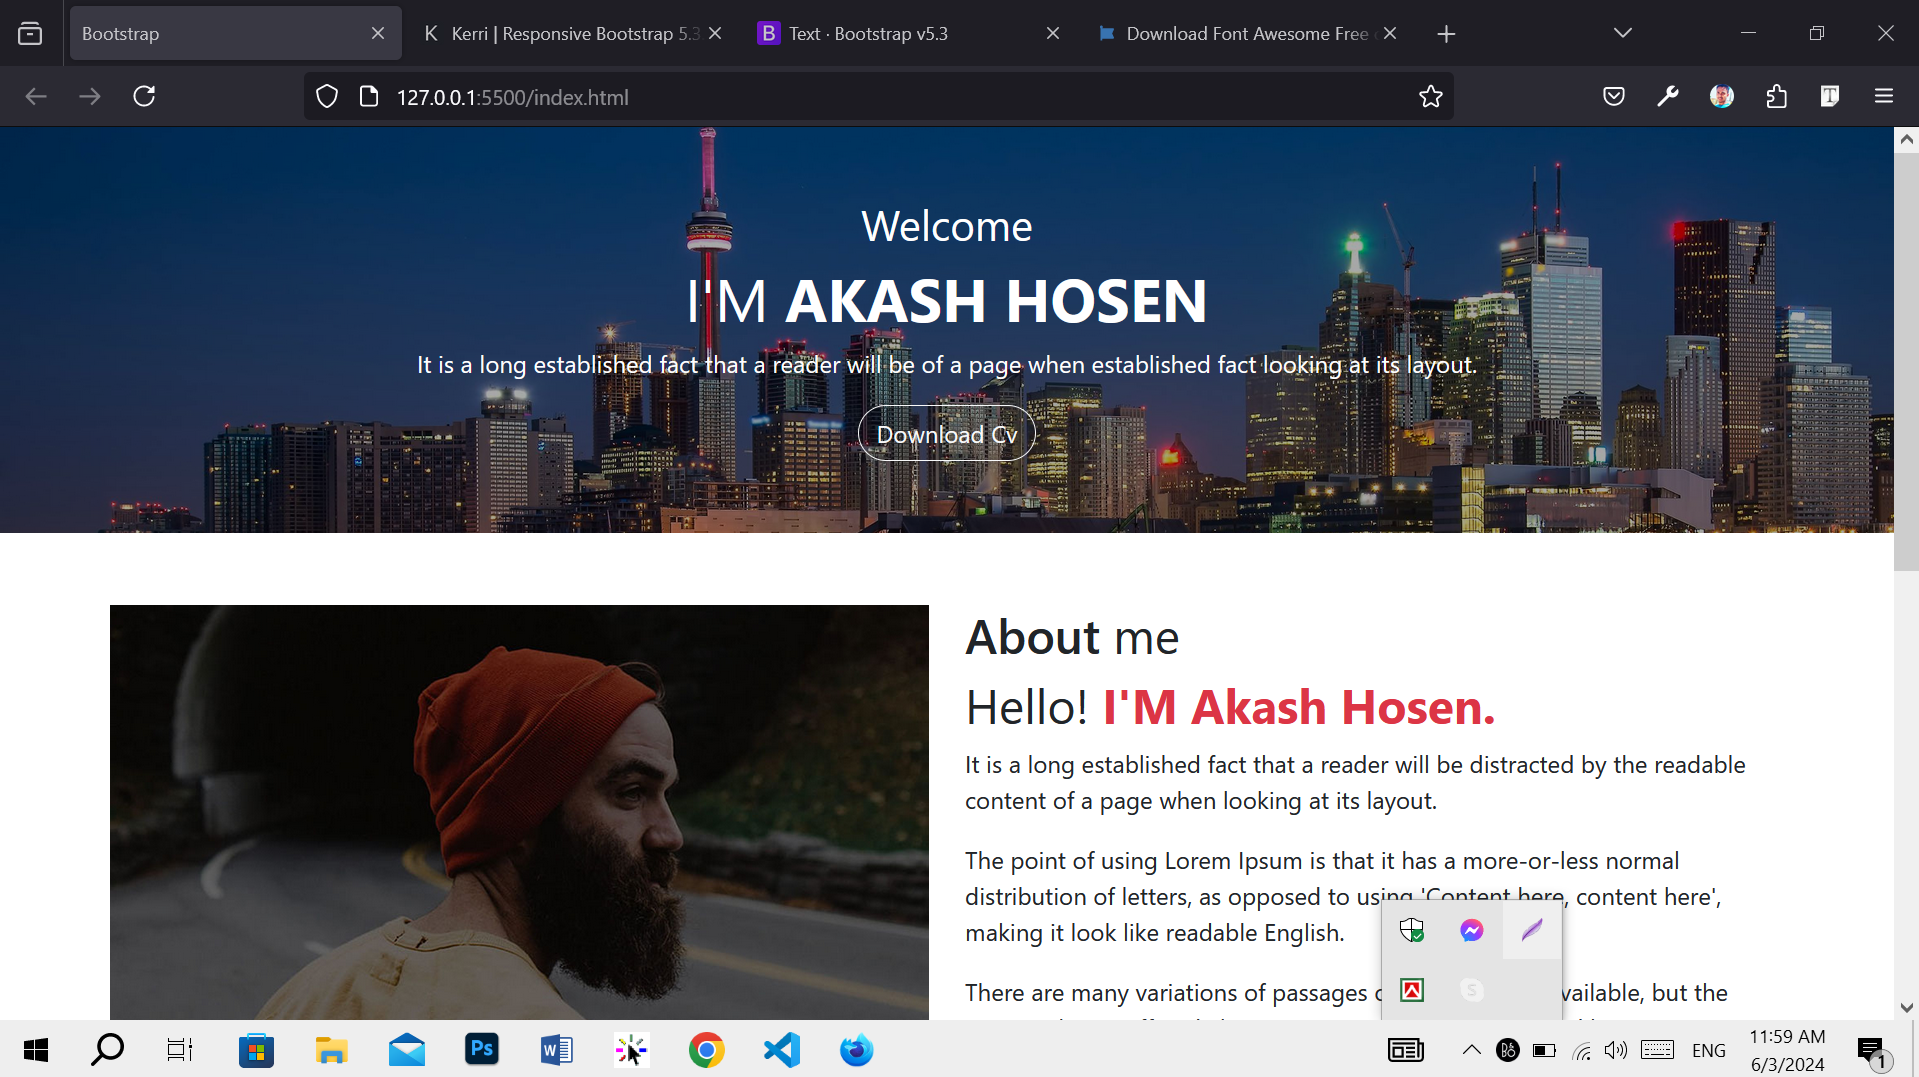 Bootstrap
K Kerri | Responsive Bootstrap 5.3
B Text · Bootstrap v5.3
Download Font Awesome Free
127.0.0.1:5500/index.html
T
Welcome
I'M AKASH HOSEN
It is a long established fact that a reader will be of a page when established fact looking at its layout.
Download Cv
About me
Hello! I'M Akash Hosen.
It is a long established fact that a reader will be distracted by the readable
content of a page when looking at its layout.
The point of using Lorem Ipsum is that it has a more-or-less normal
distribution of letters, as opposed to using 'Content here, content here',
making it look like readable English.
There are many variations of passages
vailable, but the
Ps
W
ENG
11:59 AM
6/3/2024
1